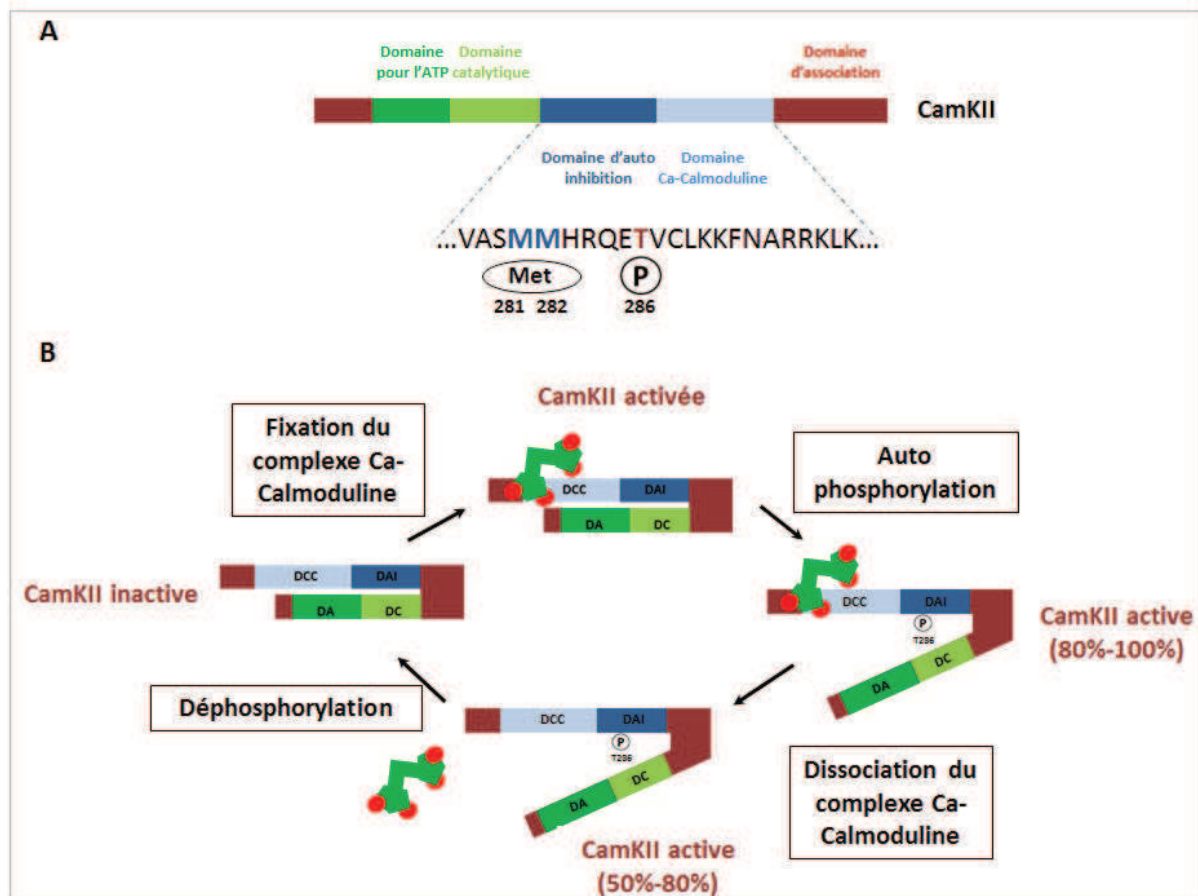 A
Domaine pour l'ATP
Domaine catalytique
Domaine d'association
CamKII
Domaine d'auto inhibition
Domaine Ca-Calmoduline
...VASMMHRQETVCLKKFNARRKLK...
Met
P
281 282
286
B
CamKII activée
Fixation du
complexe Ca-
Calmoduline
Auto
phosphorylation
DCC DAI
DA DC
CamKII inactive
DCC DAI
DA DC
DCC DAI
P
T286
DA DC
CamKII active
(80%-100%)
Déphosphorylation
DCC DAI
P
T286
DA DC
Dissociation du
complexe Ca-
Calmoduline
CamKII active
(50%-80%)